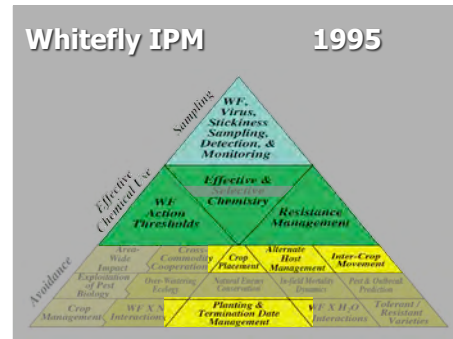 Whitefly IPM 1995
Sampling
WF,
Virus,
Stickiness
Sampling,
Detection, &
Monitoring
Effective
Chemical Use
Effective &
Selective
Chemistry
WF
Action
Thresholds
Resistance
Management
Avoidance
Area-
Wide
Impact
Cross-
Commodity
Cooperation
Crop
Placement
Alternate
Host
Management
Inter-Crop
Movement
Exploitation
of Pest
Biology
Over-Wintering
Ecology
Natural Enemy
Conservation
In-field Mortality
Dynamics
Pest & Outbreak
Prediction
Crop
Management
WF X N
Interactions
Planting &
Termination Date
Management
WF X H₂O
Interactions
Tolerant /
Resistant
Varieties